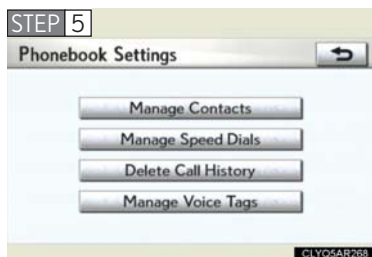 STEP 5
Phonebook Settings
Manage Contacts
Manage Speed Dials
Delete Call History
Manage Voice Tags
CLYO5AR268